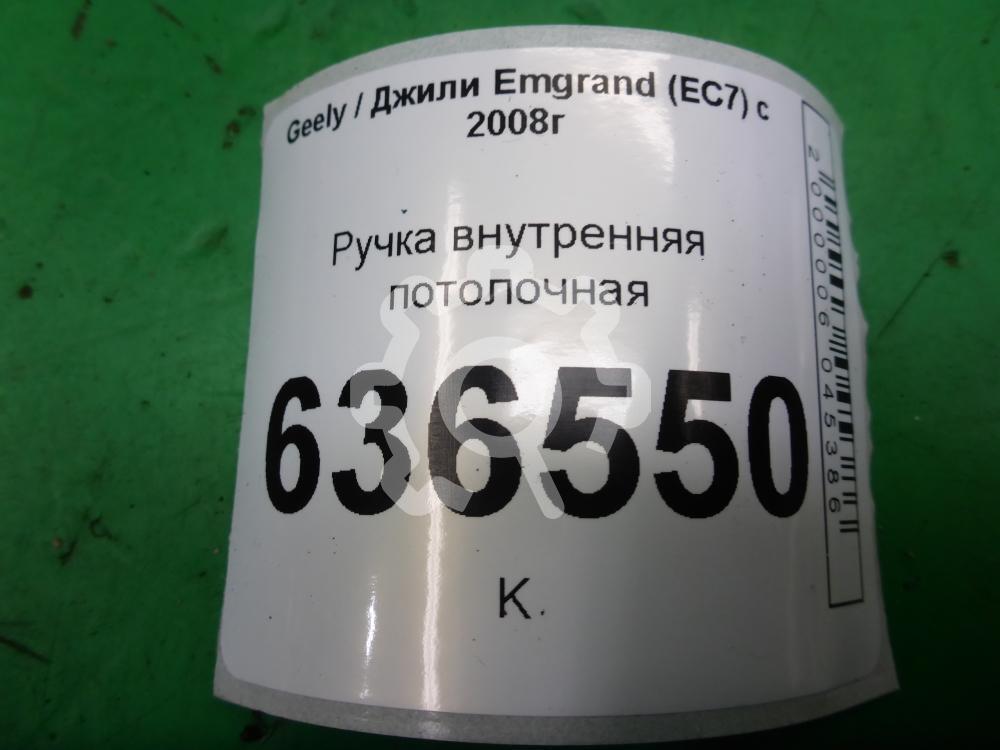 Geely / Джили Emgrand (EC7) с
2008г
Ручка внутренняя
потолочная
636550
К.
2000006045386